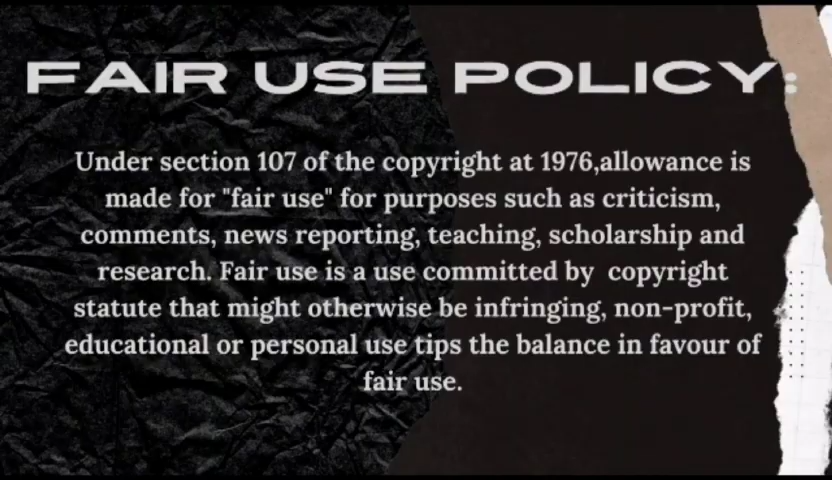 FAIR USE POLICY:
Under section 107 of the copyright at 1976,allowance is
made for "fair use" for purposes such as criticism,
comments, news reporting, teaching, scholarship and
research. Fair use is a use committed by copyright
statute that might otherwise be infringing, non-profit,
educational or personal use tips the balance in favour of
fair use.